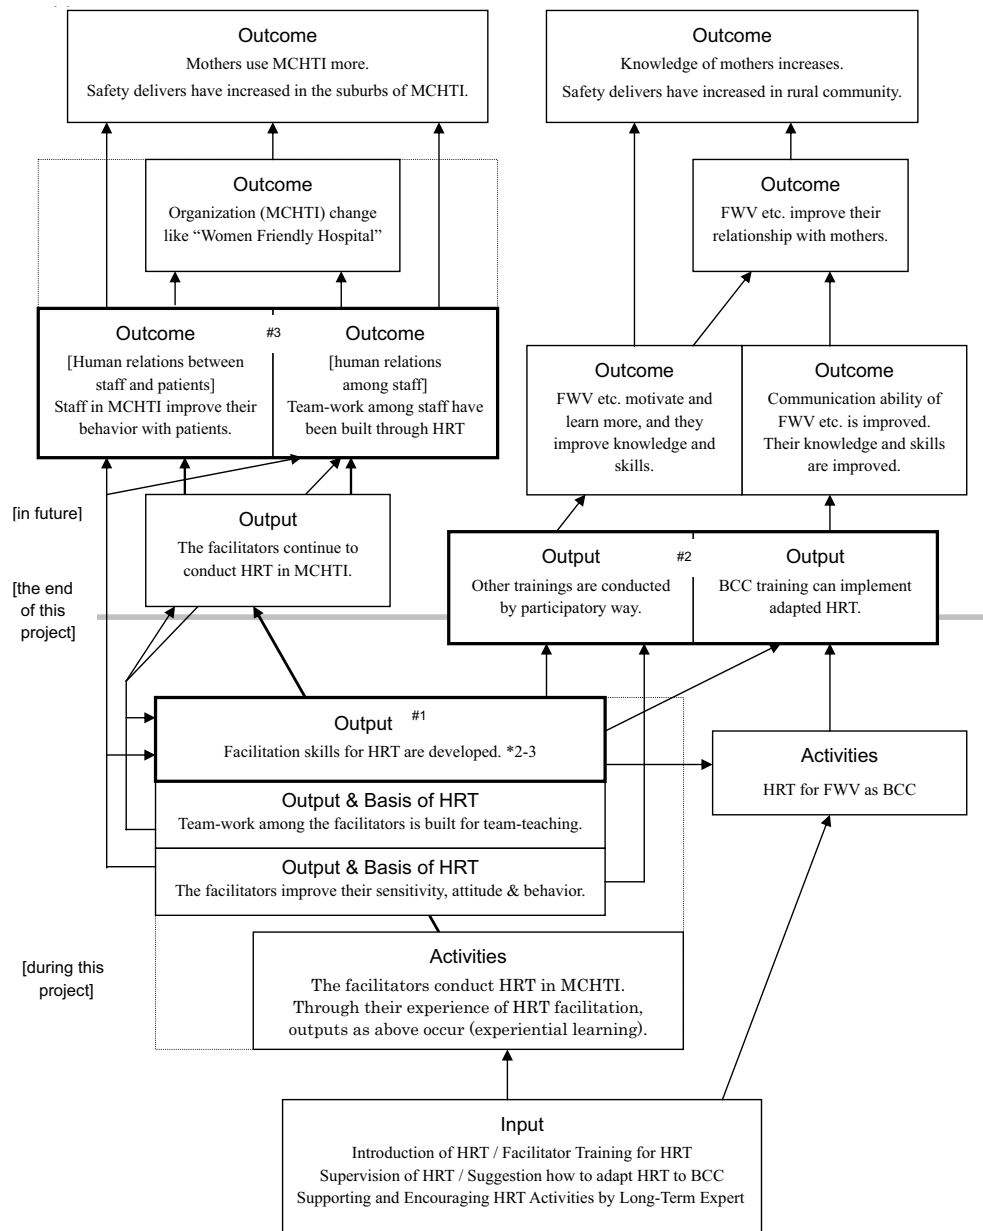 Outcome
Mothers use MCHTI more.
Safety delivers have increased in the suburbs of MCHTI.
Outcome
Knowledge of mothers increases.
Safety delivers have increased in rural community.
Outcome
Organization (MCHTI) change
like “Women Friendly Hospital”
Outcome
FWV etc. improve their
relationship with mothers.
Outcome
[Human relations between
staff and patients]
Staff in MCHTI improve their
behavior with patients.
#3
Outcome
[human relations
among staff]
Team-work among staff have
been built through HRT
Outcome
FWV etc. motivate and
learn more, and they
improve knowledge and
skills.
Outcome
Communication ability of
FWV etc. is improved.
Their knowledge and skills
are improved.
[in future]
Output
The facilitators continue to
conduct HRT in MCHTI.
Output
Other trainings are conducted
by participatory way.
#2
Output
BCC training can implement
adapted HRT.
[the end
of this
project]
Output #1
Facilitation skills for HRT are developed. *2-3
Output & Basis of HRT
Team-work among the facilitators is built for team-teaching.
Output & Basis of HRT
The facilitators improve their sensitivity, attitude & behavior.
Activities
HRT for FWV as BCC
[during this
project]
Activities
The facilitators conduct HRT in MCHTI.
Through their experience of HRT facilitation,
outputs as above occur (experiential learning).
Input
Introduction of HRT / Facilitator Training for HRT
Supervision of HRT / Suggestion how to adapt HRT to BCC
Supporting and Encouraging HRT Activities by Long-Term Expert